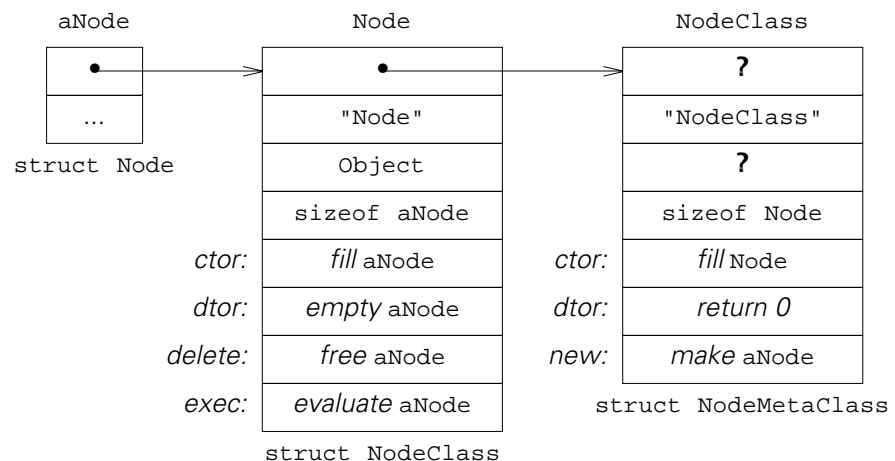 aNode Node NodeClass
● ● ?
... "Node" "NodeClass"
struct Node Object ?
sizeof aNode sizeof Node
ctor: fill aNode ctor: fill Node
dtor: empty aNode dtor: return 0
delete: free aNode new: make aNode
exec: evaluate aNode struct NodeMetaClass
struct NodeClass